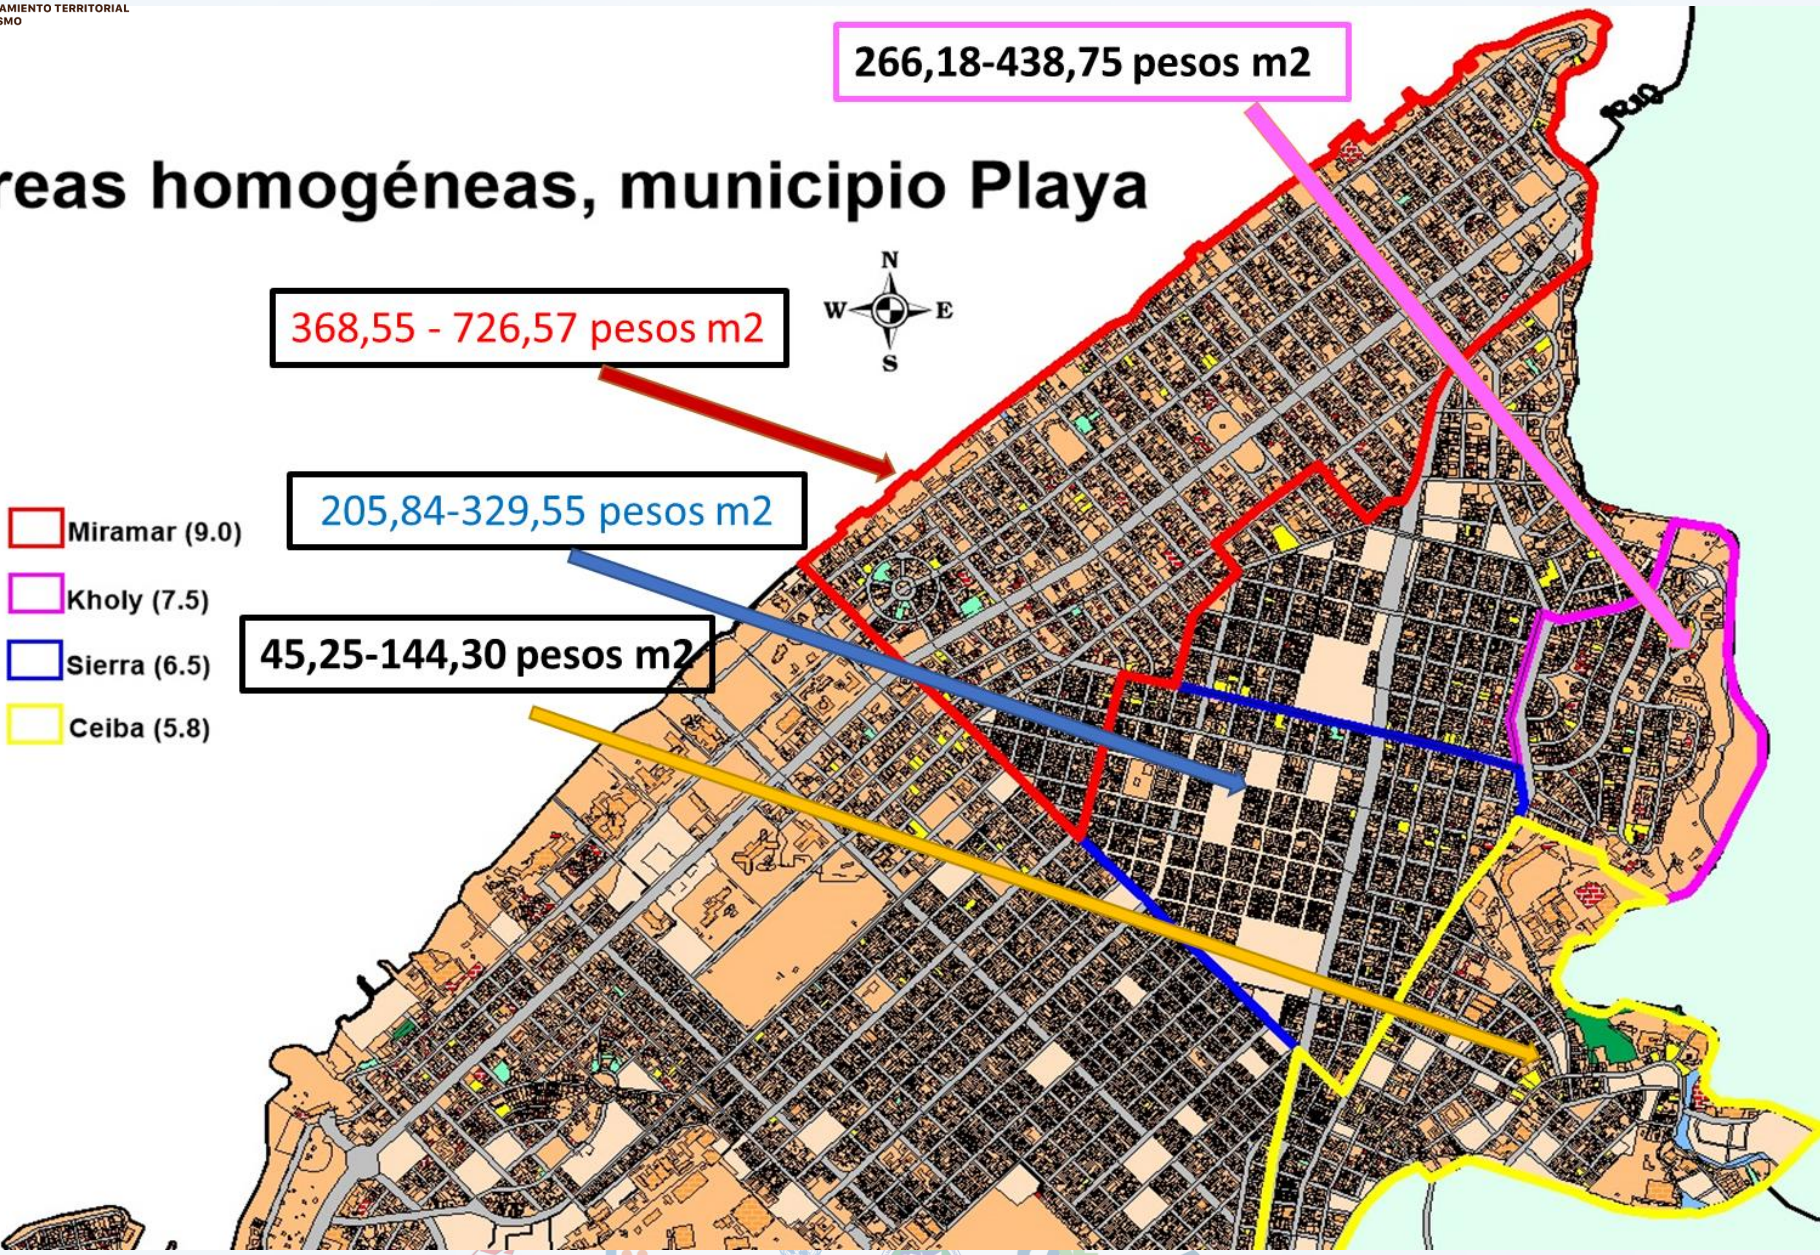 AMIENTO TERRITORIAL
SMO
266,18-438,75 pesos m2
reas homogéneas, municipio Playa
N
W E
S
368,55 - 726,57 pesos m2
205,84-329,55 pesos m2
45,25-144,30 pesos m2
Miramar (9.0)
Kholy (7.5)
Sierra (6.5)
Ceiba (5.8)